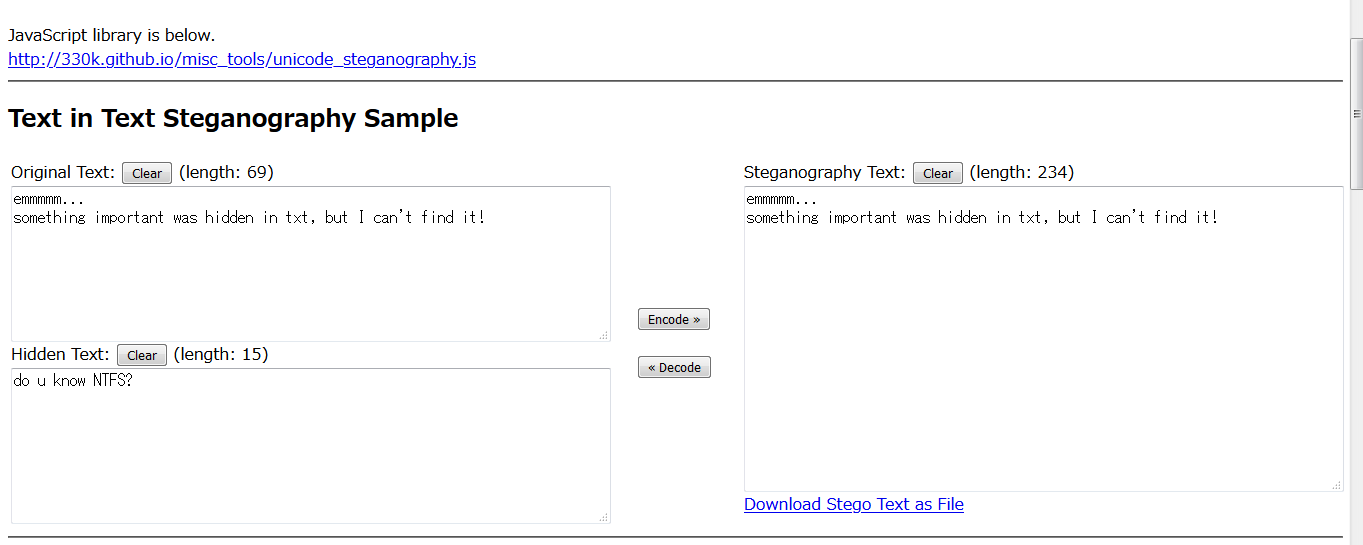 JavaScript library is below.
http://330k.github.io/misc_tools/unicode_steganography.js
Text in Text Steganography Sample
Original Text: Clear (length: 69)
emmmmm...
something important was hidden in txt, but I can't find it!
Hidden Text: Clear (length: 15)
do u know NTFS?
Encode »
« Decode
Steganography Text: Clear (length: 234)
emmmmm...
something important was hidden in txt, but I can't find it!
Download Stego Text as File